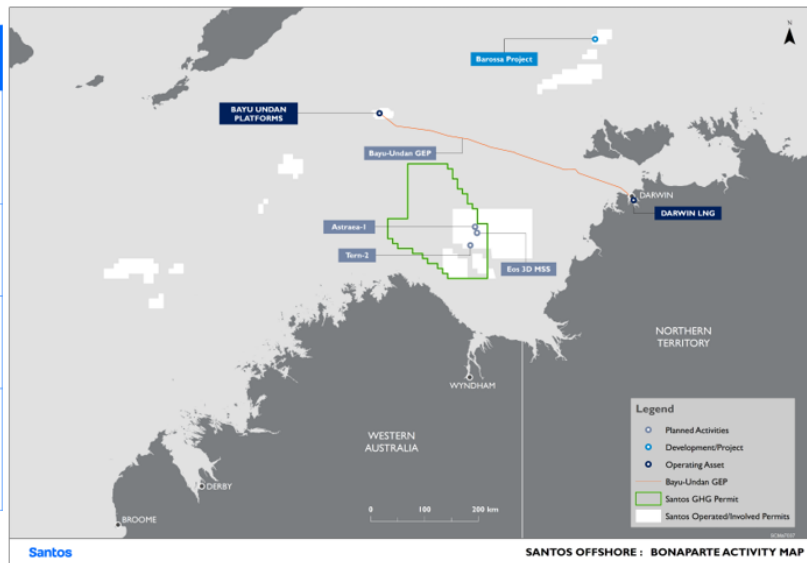 N
Barossa Project
BAYU UNDAN
PLATFORMS
Bayu-Undan GEP
DARWIN
DARWIN LNG
Astraea-1
Tern-2
Eos 3D MSS
NORTHERN
TERRITORY
WYNDHAM
WESTERN
AUSTRALIA
DERBY
BROOME
0 100 200 km
Legend
Planned Activities
Development/Project
Operating Asset
Bayu-Undan GEP
Santos GHG Permit
Santos Operated/Involved Permits
Santos
SANTOS OFFSHORE : BONAPARTE ACTIVITY MAP